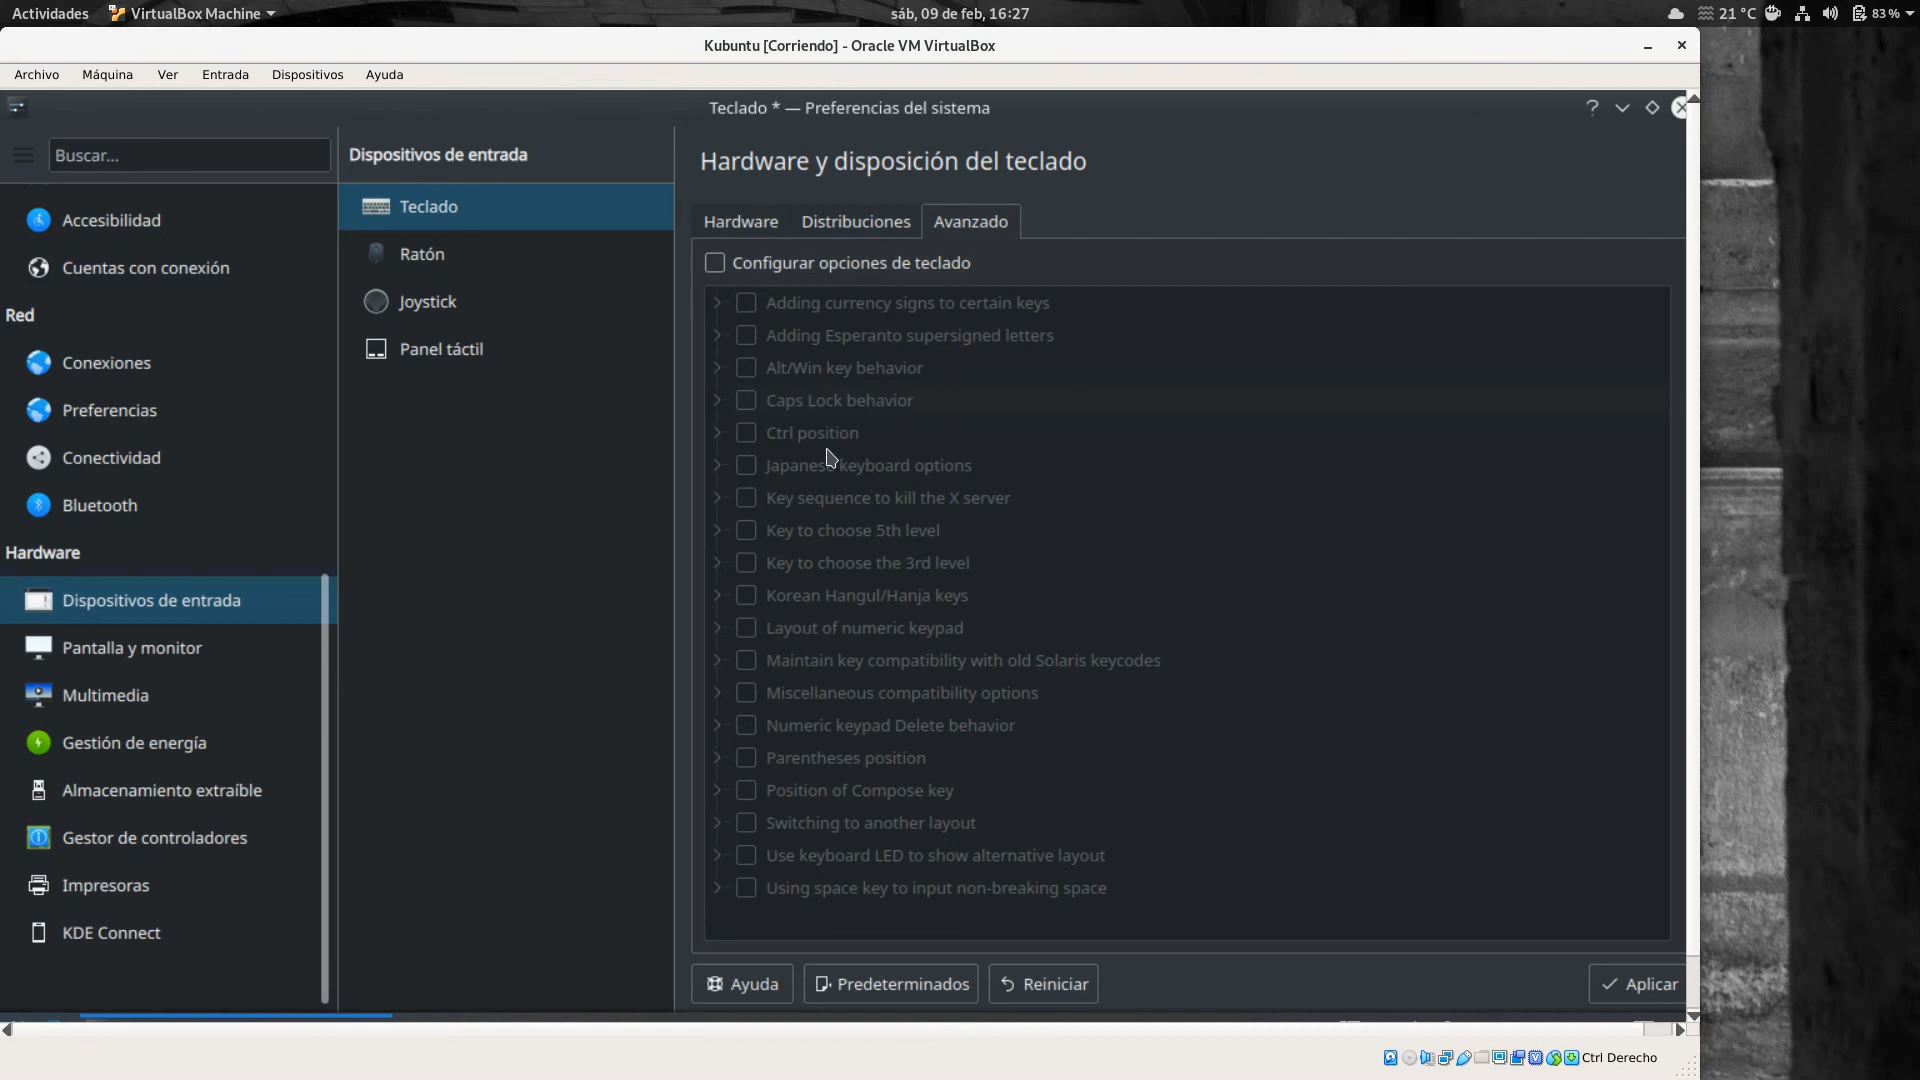 Actividades VirtualBox Machine sáb, 09 de feb, 16:27 21 °C 83 %
Kubuntu [Corriendo] - Oracle VM VirtualBox
Archivo Máquina Ver Entrada Dispositivos Ayuda
Teclado * — Preferencias del sistema
Buscar...
Accesibilidad
Cuentas con conexión
Red
Conexiones
Preferencias
Conectividad
Bluetooth
Hardware
Dispositivos de entrada
Pantalla y monitor
Multimedia
Gestión de energía
Almacenamiento extraíble
Gestor de controladores
Impresoras
KDE Connect
Dispositivos de entrada
Teclado
Ratón
Joystick
Panel táctil
Hardware y disposición del teclado
Hardware Distribuciones Avanzado
Configurar opciones de teclado
Adding currency signs to certain keys
Adding Esperanto supersigned letters
Alt/Win key behavior
Caps Lock behavior
Ctrl position
Japanese keyboard options
Key sequence to kill the X server
Key to choose 5th level
Key to choose the 3rd level
Korean Hangul/Hanja keys
Layout of numeric keypad
Maintain key compatibility with old Solaris keycodes
Miscellaneous compatibility options
Numeric keypad Delete behavior
Parentheses position
Position of Compose key
Switching to another layout
Use keyboard LED to show alternative layout
Using space key to input non-breaking space
Ayuda Predeterminados Reiniciar Aplicar
Ctrl Derecho